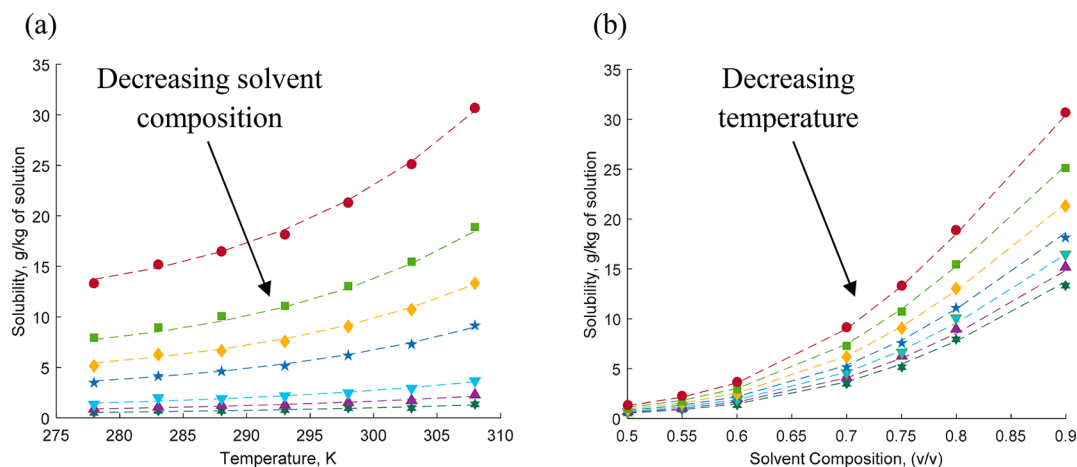 (a)
Decreasing solvent
composition
Solubility, g/kg of solution
35
30
25
20
15
10
5
0
275 280 285 290 295 300 305 310
Temperature, K
(b)
Decreasing
temperature
Solubility, g/kg of solution
35
30
25
20
15
10
5
0
0.5 0.55 0.6 0.65 0.7 0.75 0.8 0.85 0.9
Solvent Composition, (v/v)